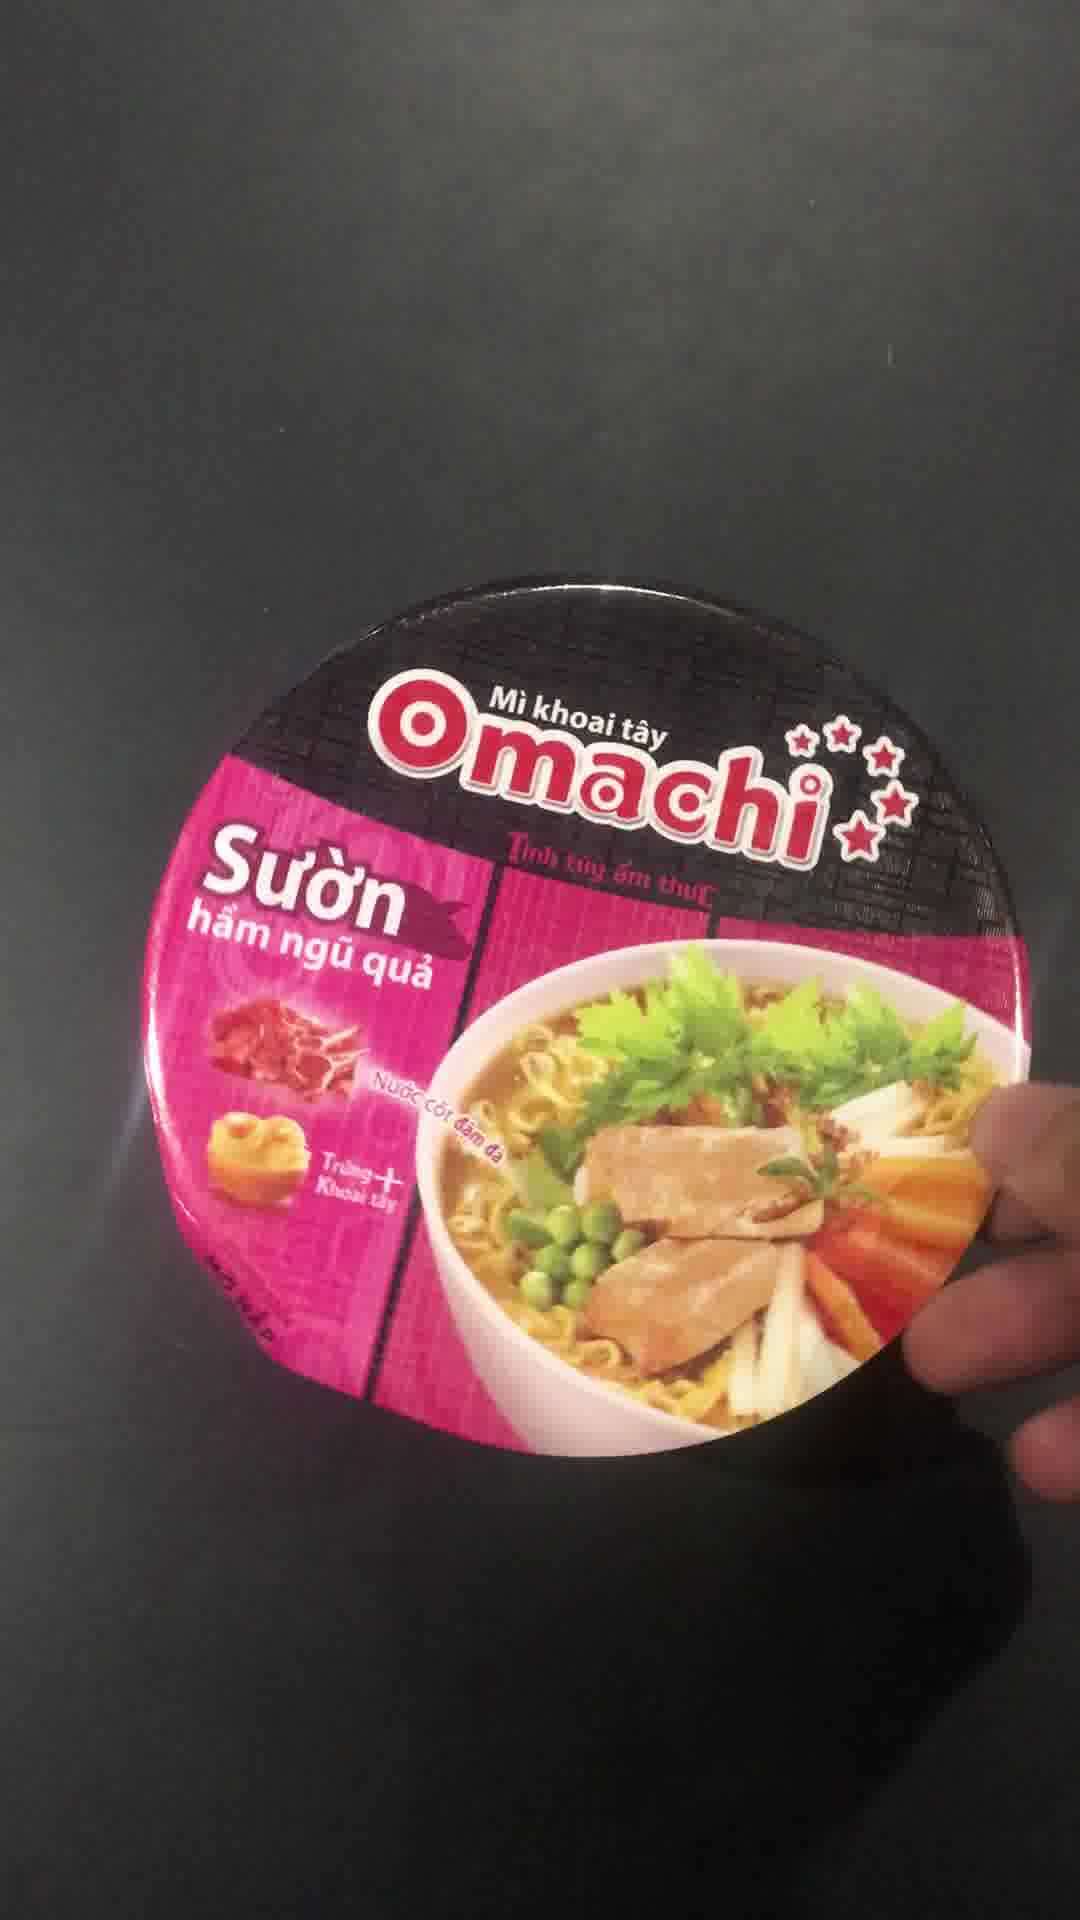 Mì khoai tây
Omachi
Tinh túy ẩm thực
Sườn
hầm ngũ quả
Nước cốt đậm đà
Trứng+
Khoai tây